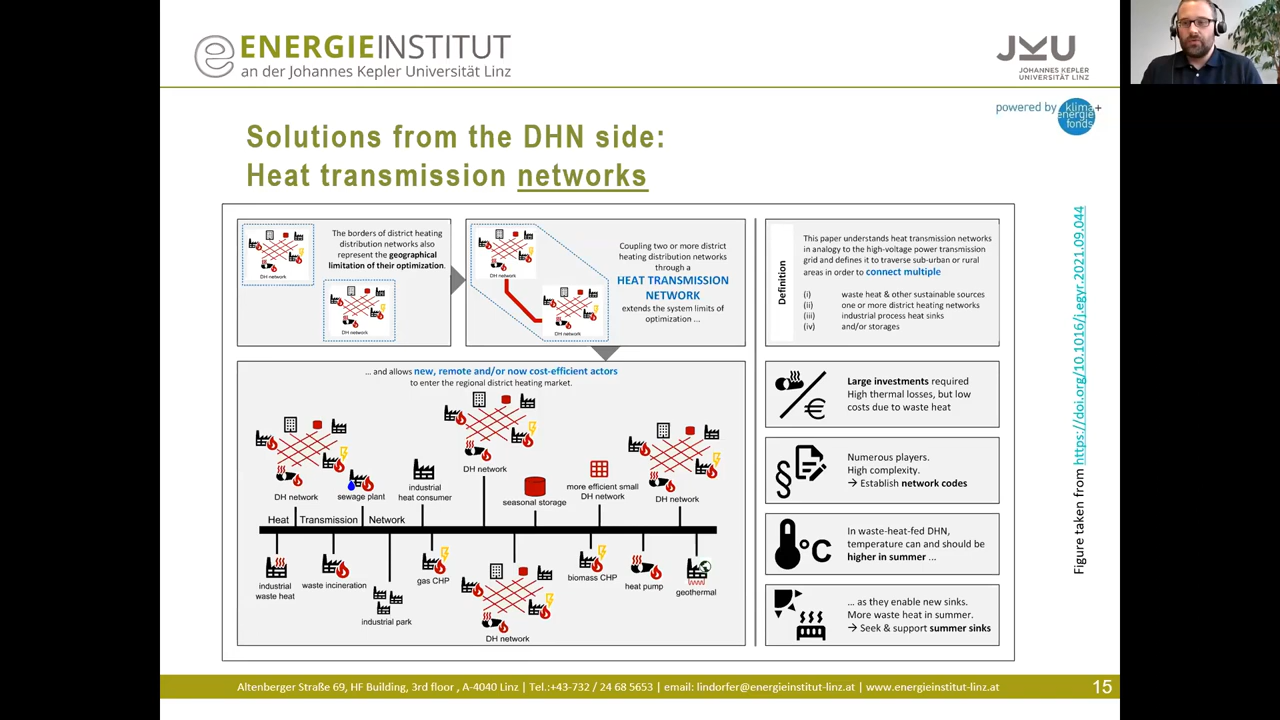 ENERGIEINSTITUT
an der Johannes Kepler Universität Linz
JKU
JOHANNES KEPLER
UNIVERSITÄT LINZ
powered by klima+
energie
fonds
Solutions from the DHN side:
Heat transmission networks
DH network
DH network
The borders of district heating
distribution networks also
represent the geographical
limitation of their optimization.
DH network
DH network
Coupling two or more district
heating distribution networks
through a
HEAT TRANSMISSION
NETWORK
extends the system limits of
optimization ...
Definition
This paper understands heat transmission networks
in analogy to the high-voltage power transmission
grid and defines it to traverse sub-urban or rural
areas in order to connect multiple
(i) waste heat & other sustainable sources
(ii) one or more district heating networks
(iii) industrial process heat sinks
(iv) and/or storages
... and allows new, remote and/or now cost-efficient actors
to enter the regional district heating market.
DH network
sewage plant
industrial
heat consumer
DH network
seasonal storage
more efficient small
DH network
DH network
Heat Transmission Network
industrial
waste heat
waste incineration
industrial park
gas CHP
DH network
biomass CHP
heat pump
geothermal
€
Large investments required
High thermal losses, but low
costs due to waste heat
§
Numerous players.
High complexity.
→ Establish network codes
°C
In waste-heat-fed DHN,
temperature can and should be
higher in summer ...
... as they enable new sinks.
More waste heat in summer.
→ Seek & support summer sinks
Figure taken from https://doi.org/10.1016/j.egyr.2021.09.044
Altenberger Straße 69, HF Building, 3rd floor , A-4040 Linz | Tel.:+43-732 / 24 68 5653 | email: lindorfer@energieinstitut-linz.at | www.energieinstitut-linz.at
15